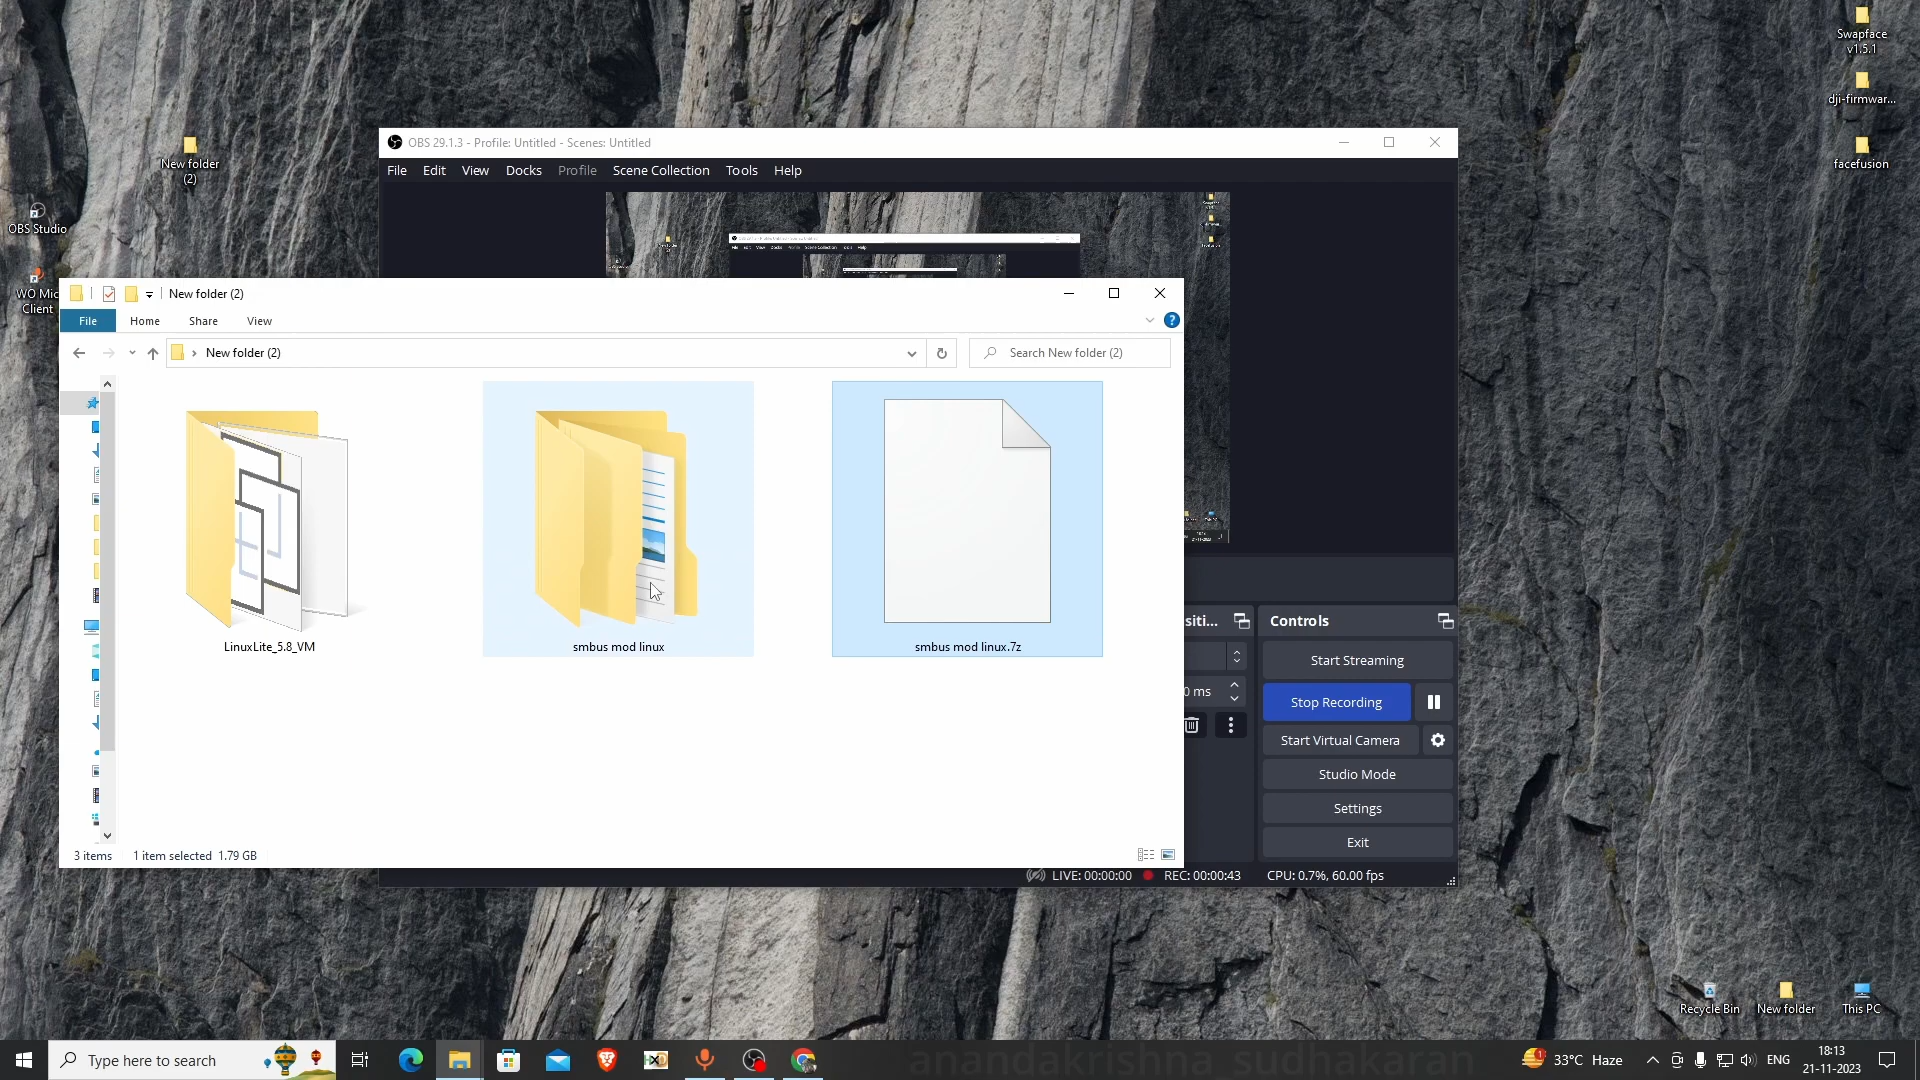 Swapface
v1.5.1
dji-firmwar...
facefusion
New folder
(2)
OBS Studio
WO Mic
Client
OBS 29.1.3 - Profile: Untitled - Scenes: Untitled
File Edit View Docks Profile Scene Collection Tools Help
New folder (2)
File Home Share View
New folder (2)
Search New folder (2)
LinuxLite_5.8_VM
smbus mod linux
smbus mod linux.7z
3 items 1 item selected 1.79 GB
siti...
0 ms
Controls
Start Streaming
Stop Recording
Start Virtual Camera
Studio Mode
Settings
Exit
LIVE: 00:00:00 REC: 00:00:43 CPU: 0.7%, 60.00 fps
Recycle Bin
New folder
This PC
Type here to search
33°C Haze
ENG
18:13
21-11-2023